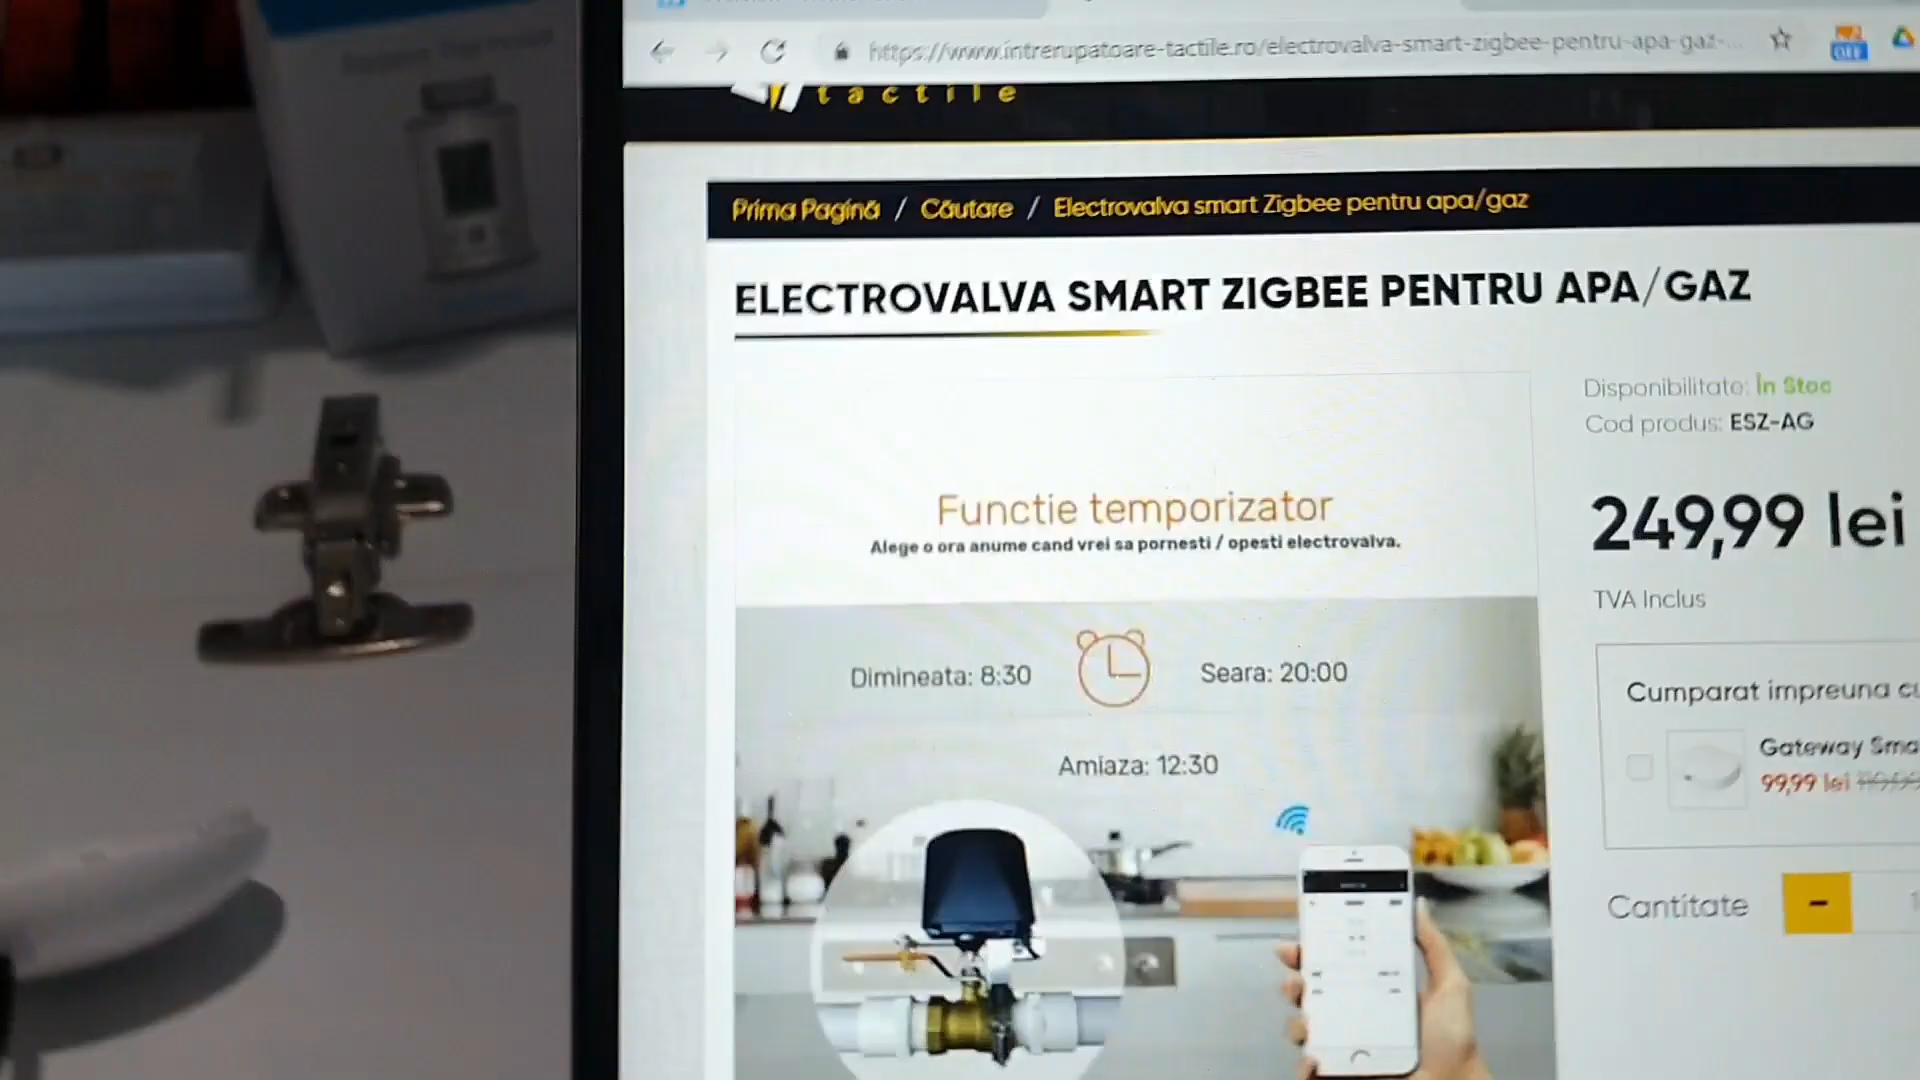 https://www.intrerupatoare-tactile.ro/electrovalva-smart-zigbee-pentru-apa-gaz-...
OFF
tactile
Prima Pagină / Căutare / Electrovalva smart Zigbee pentru apa/gaz
ELECTROVALVA SMART ZIGBEE PENTRU APA/GAZ
Disponibilitate: În Stoc
Cod produs: ESZ-AG
249,99 lei
TVA Inclus
Functie temporizator
Alege o ora anume cand vrei sa pornesti / opesti electrovalva.
Dimineata: 8:30
Seara: 20:00
Amiaza: 12:30
Cumparat impreuna cu
Gateway Sma
99,99 lei
Cantitate
-